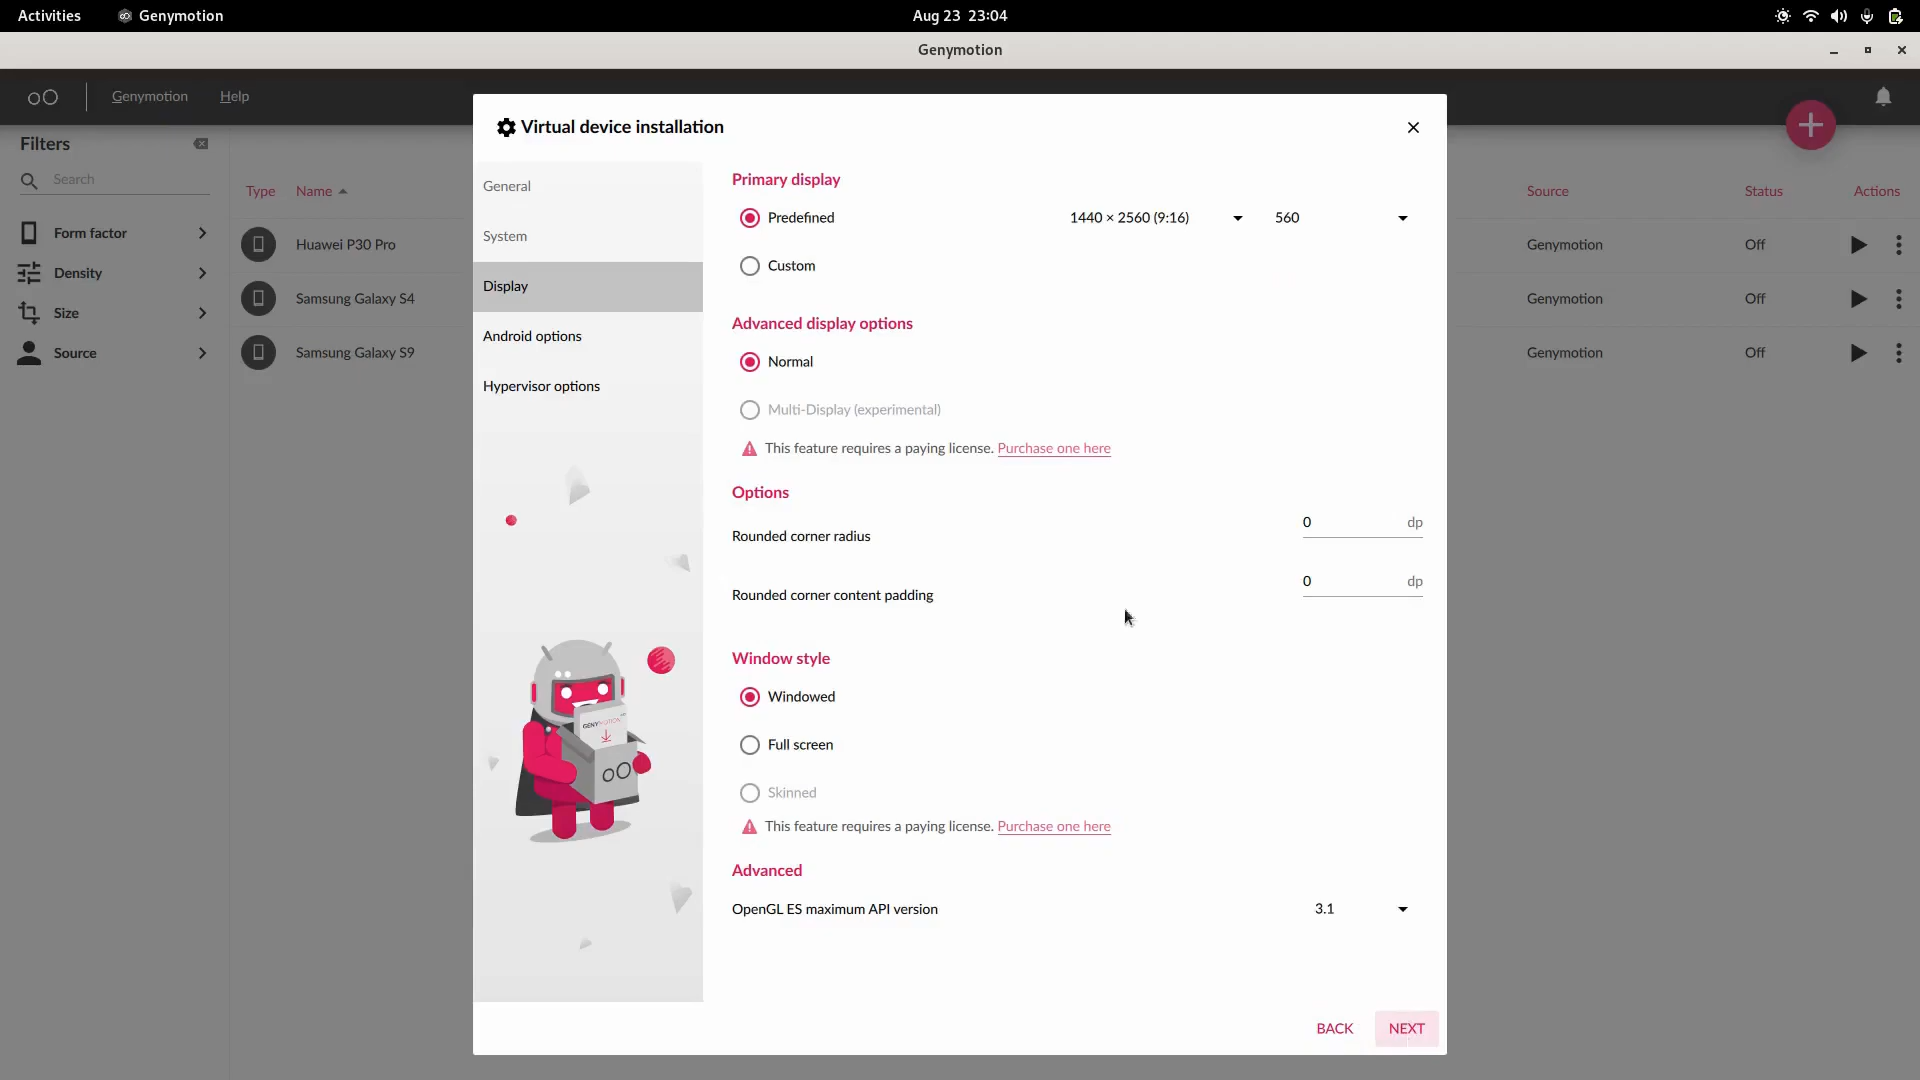 Activities Genymotion Aug 23 23:04
Genymotion
oO Genymotion Help
Filters
Search
Form factor
Density
Size
Source
Type Name Source Status Actions
Huawei P30 Pro Genymotion Off
Samsung Galaxy S4 Genymotion Off
Samsung Galaxy S9 Genymotion Off
Virtual device installation
General
System
Display
Android options
Hypervisor options
GENYMOTION
oO
Primary display
Predefined 1440 × 2560 (9:16) 560
Custom
Advanced display options
Normal
Multi-Display (experimental)
This feature requires a paying license. Purchase one here
Options
Rounded corner radius 0 dp
Rounded corner content padding 0 dp
Window style
Windowed
Full screen
Skinned
This feature requires a paying license. Purchase one here
Advanced
OpenGL ES maximum API version 3.1
BACK NEXT